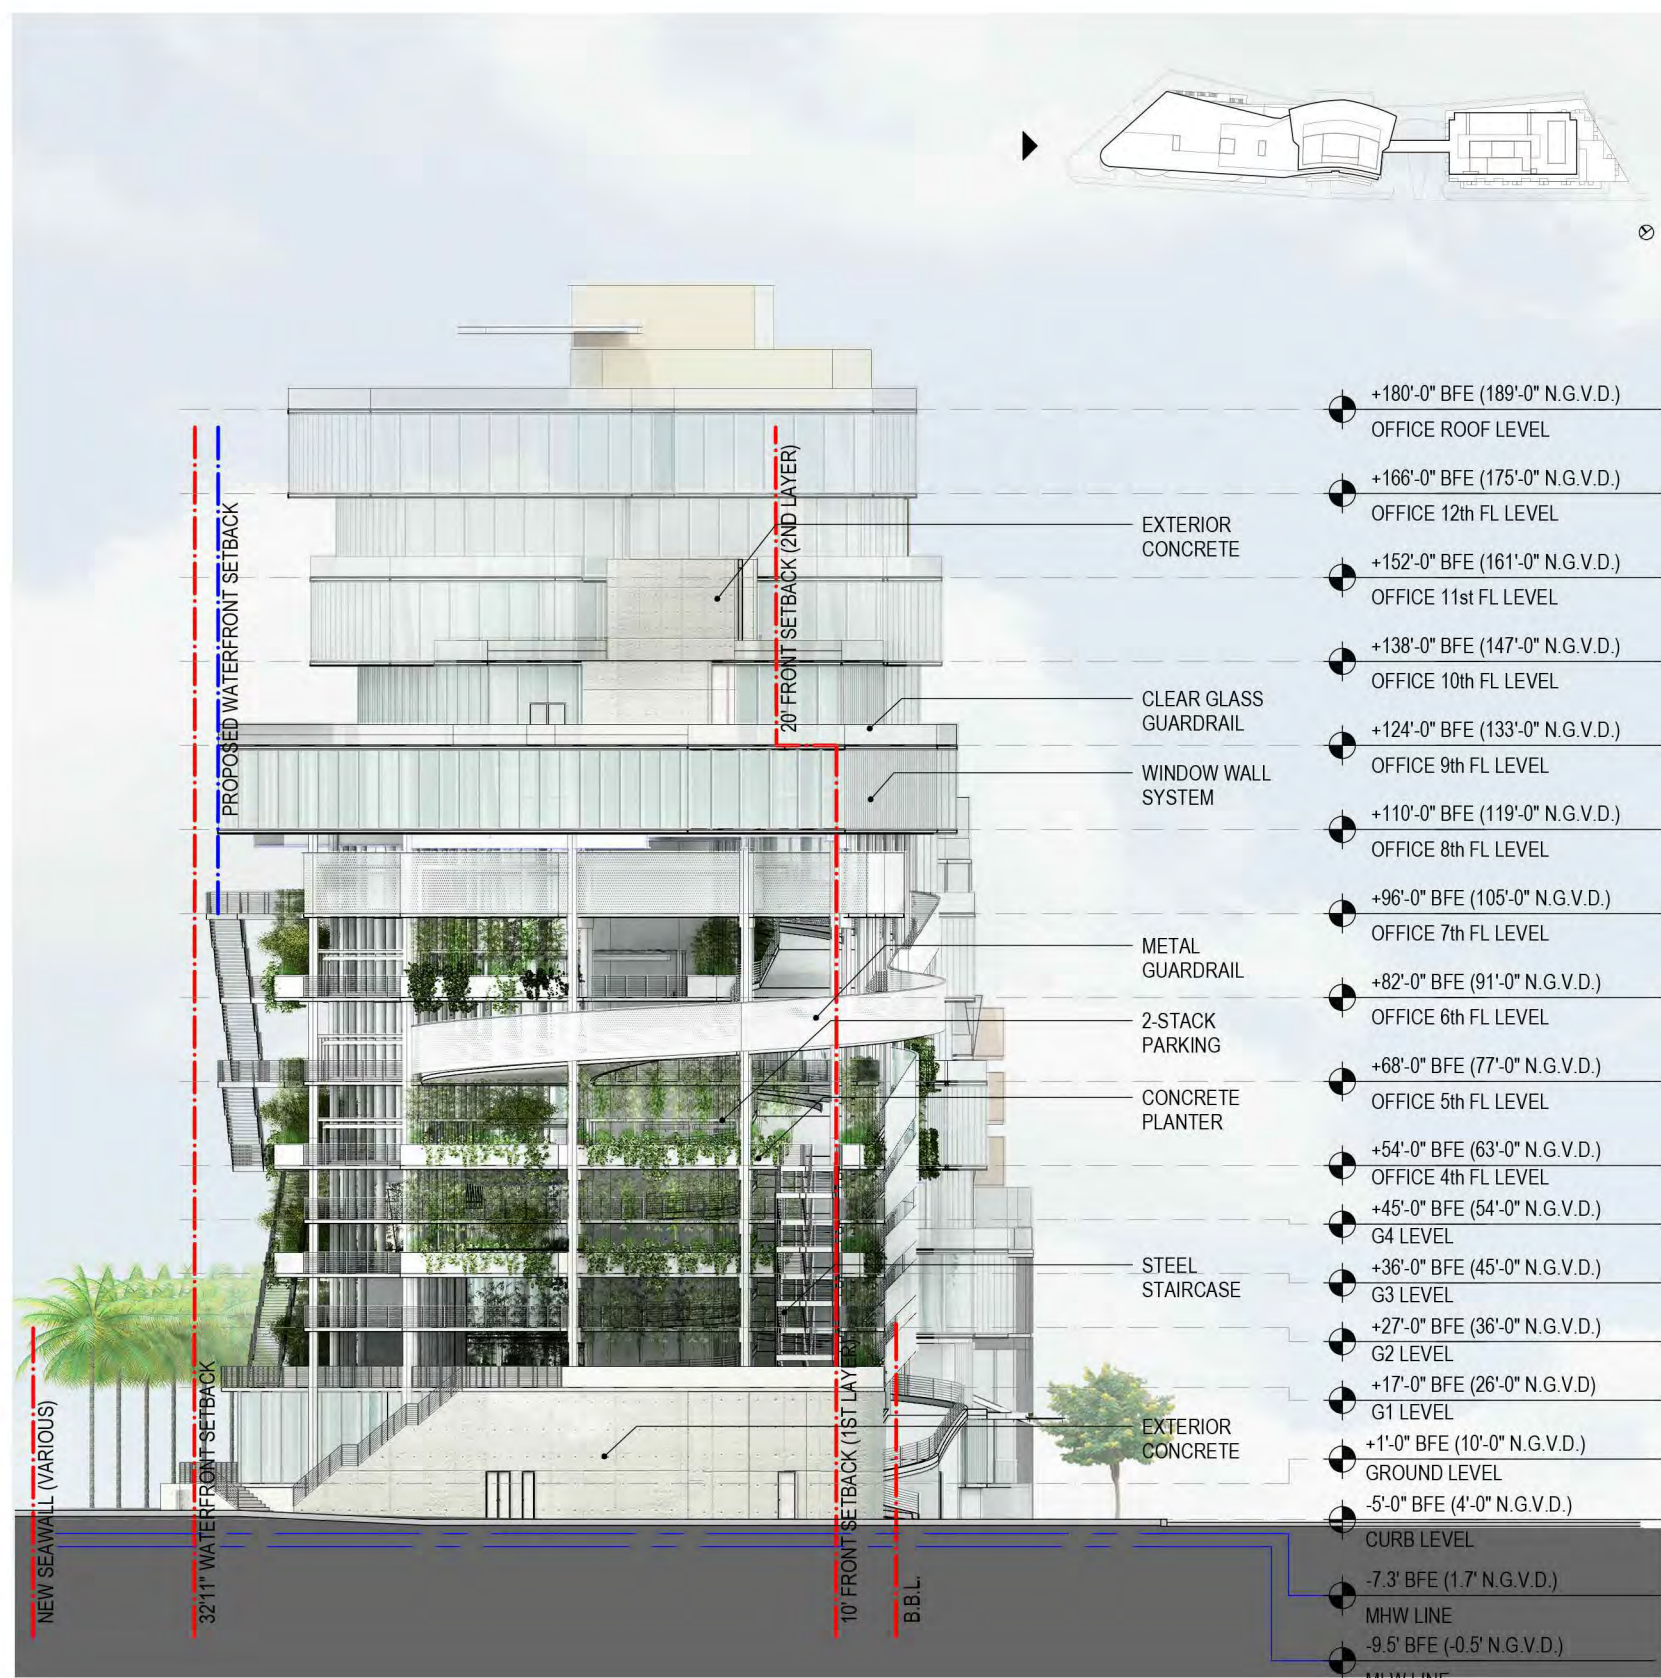 +180'-0" BFE (189'-0" N.G.V.D.)
OFFICE ROOF LEVEL
+166'-0" BFE (175'-0" N.G.V.D.)
OFFICE 12th FL LEVEL
+152'-0" BFE (161'-0" N.G.V.D.)
OFFICE 11st FL LEVEL
+138'-0" BFE (147'-0" N.G.V.D.)
OFFICE 10th FL LEVEL
+124'-0" BFE (133'-0" N.G.V.D.)
OFFICE 9th FL LEVEL
+110'-0" BFE (119'-0" N.G.V.D.)
OFFICE 8th FL LEVEL
+96'-0" BFE (105'-0" N.G.V.D.)
OFFICE 7th FL LEVEL
+82'-0" BFE (91'-0" N.G.V.D.)
OFFICE 6th FL LEVEL
+68'-0" BFE (77'-0" N.G.V.D.)
OFFICE 5th FL LEVEL
+54'-0" BFE (63'-0" N.G.V.D.)
OFFICE 4th FL LEVEL
+45'-0" BFE (54'-0" N.G.V.D.)
G4 LEVEL
+36'-0" BFE (45'-0" N.G.V.D.)
G3 LEVEL
+27'-0" BFE (36'-0" N.G.V.D.)
G2 LEVEL
+17'-0" BFE (26'-0" N.G.V.D)
G1 LEVEL
+1'-0" BFE (10'-0" N.G.V.D.)
GROUND LEVEL
-5'-0" BFE (4'-0" N.G.V.D.)
CURB LEVEL
-7.3' BFE (1.7' N.G.V.D.)
MHW LINE
-9.5' BFE (-0.5' N.G.V.D.)
MLW LINE
EXTERIOR
CONCRETE
CLEAR GLASS
GUARDRAIL
WINDOW WALL
SYSTEM
METAL
GUARDRAIL
2-STACK
PARKING
CONCRETE
PLANTER
STEEL
STAIRCASE
EXTERIOR
CONCRETE
PROPOSED WATERFRONT SETBACK
20' FRONT SETBACK (2ND LAYER)
NEW SEAWALL (VARIOUS)
32'11" WATERFRONT SETBACK
10' FRONT SETBACK (1ST LAYER)
B.B.L.